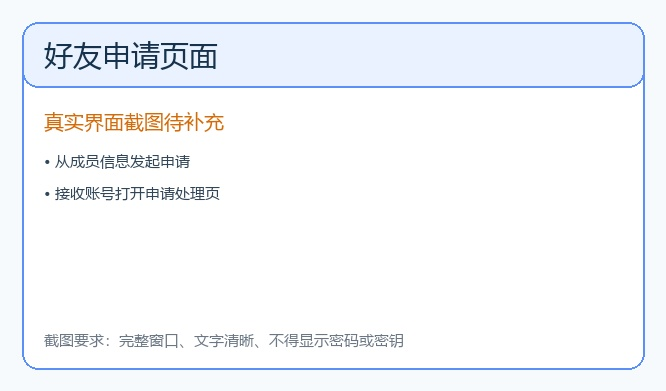 好友申请页面
真实界面截图待补充
• 从成员信息发起申请
• 接收账号打开申请处理页
截图要求：完整窗口、文字清晰、不得显示密码或密钥